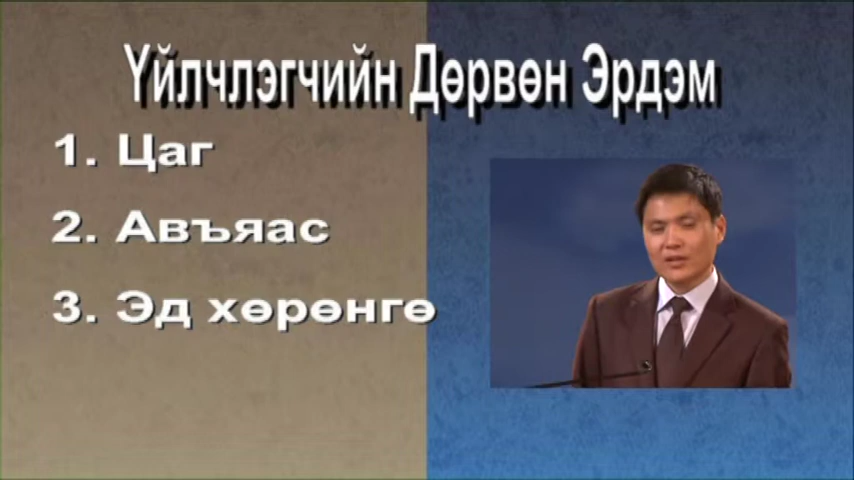 Үйлчлэгчийн Дөрвөн Эрдэм
1. Цаг
2. Авъяас
3. Эд хөрөнгө